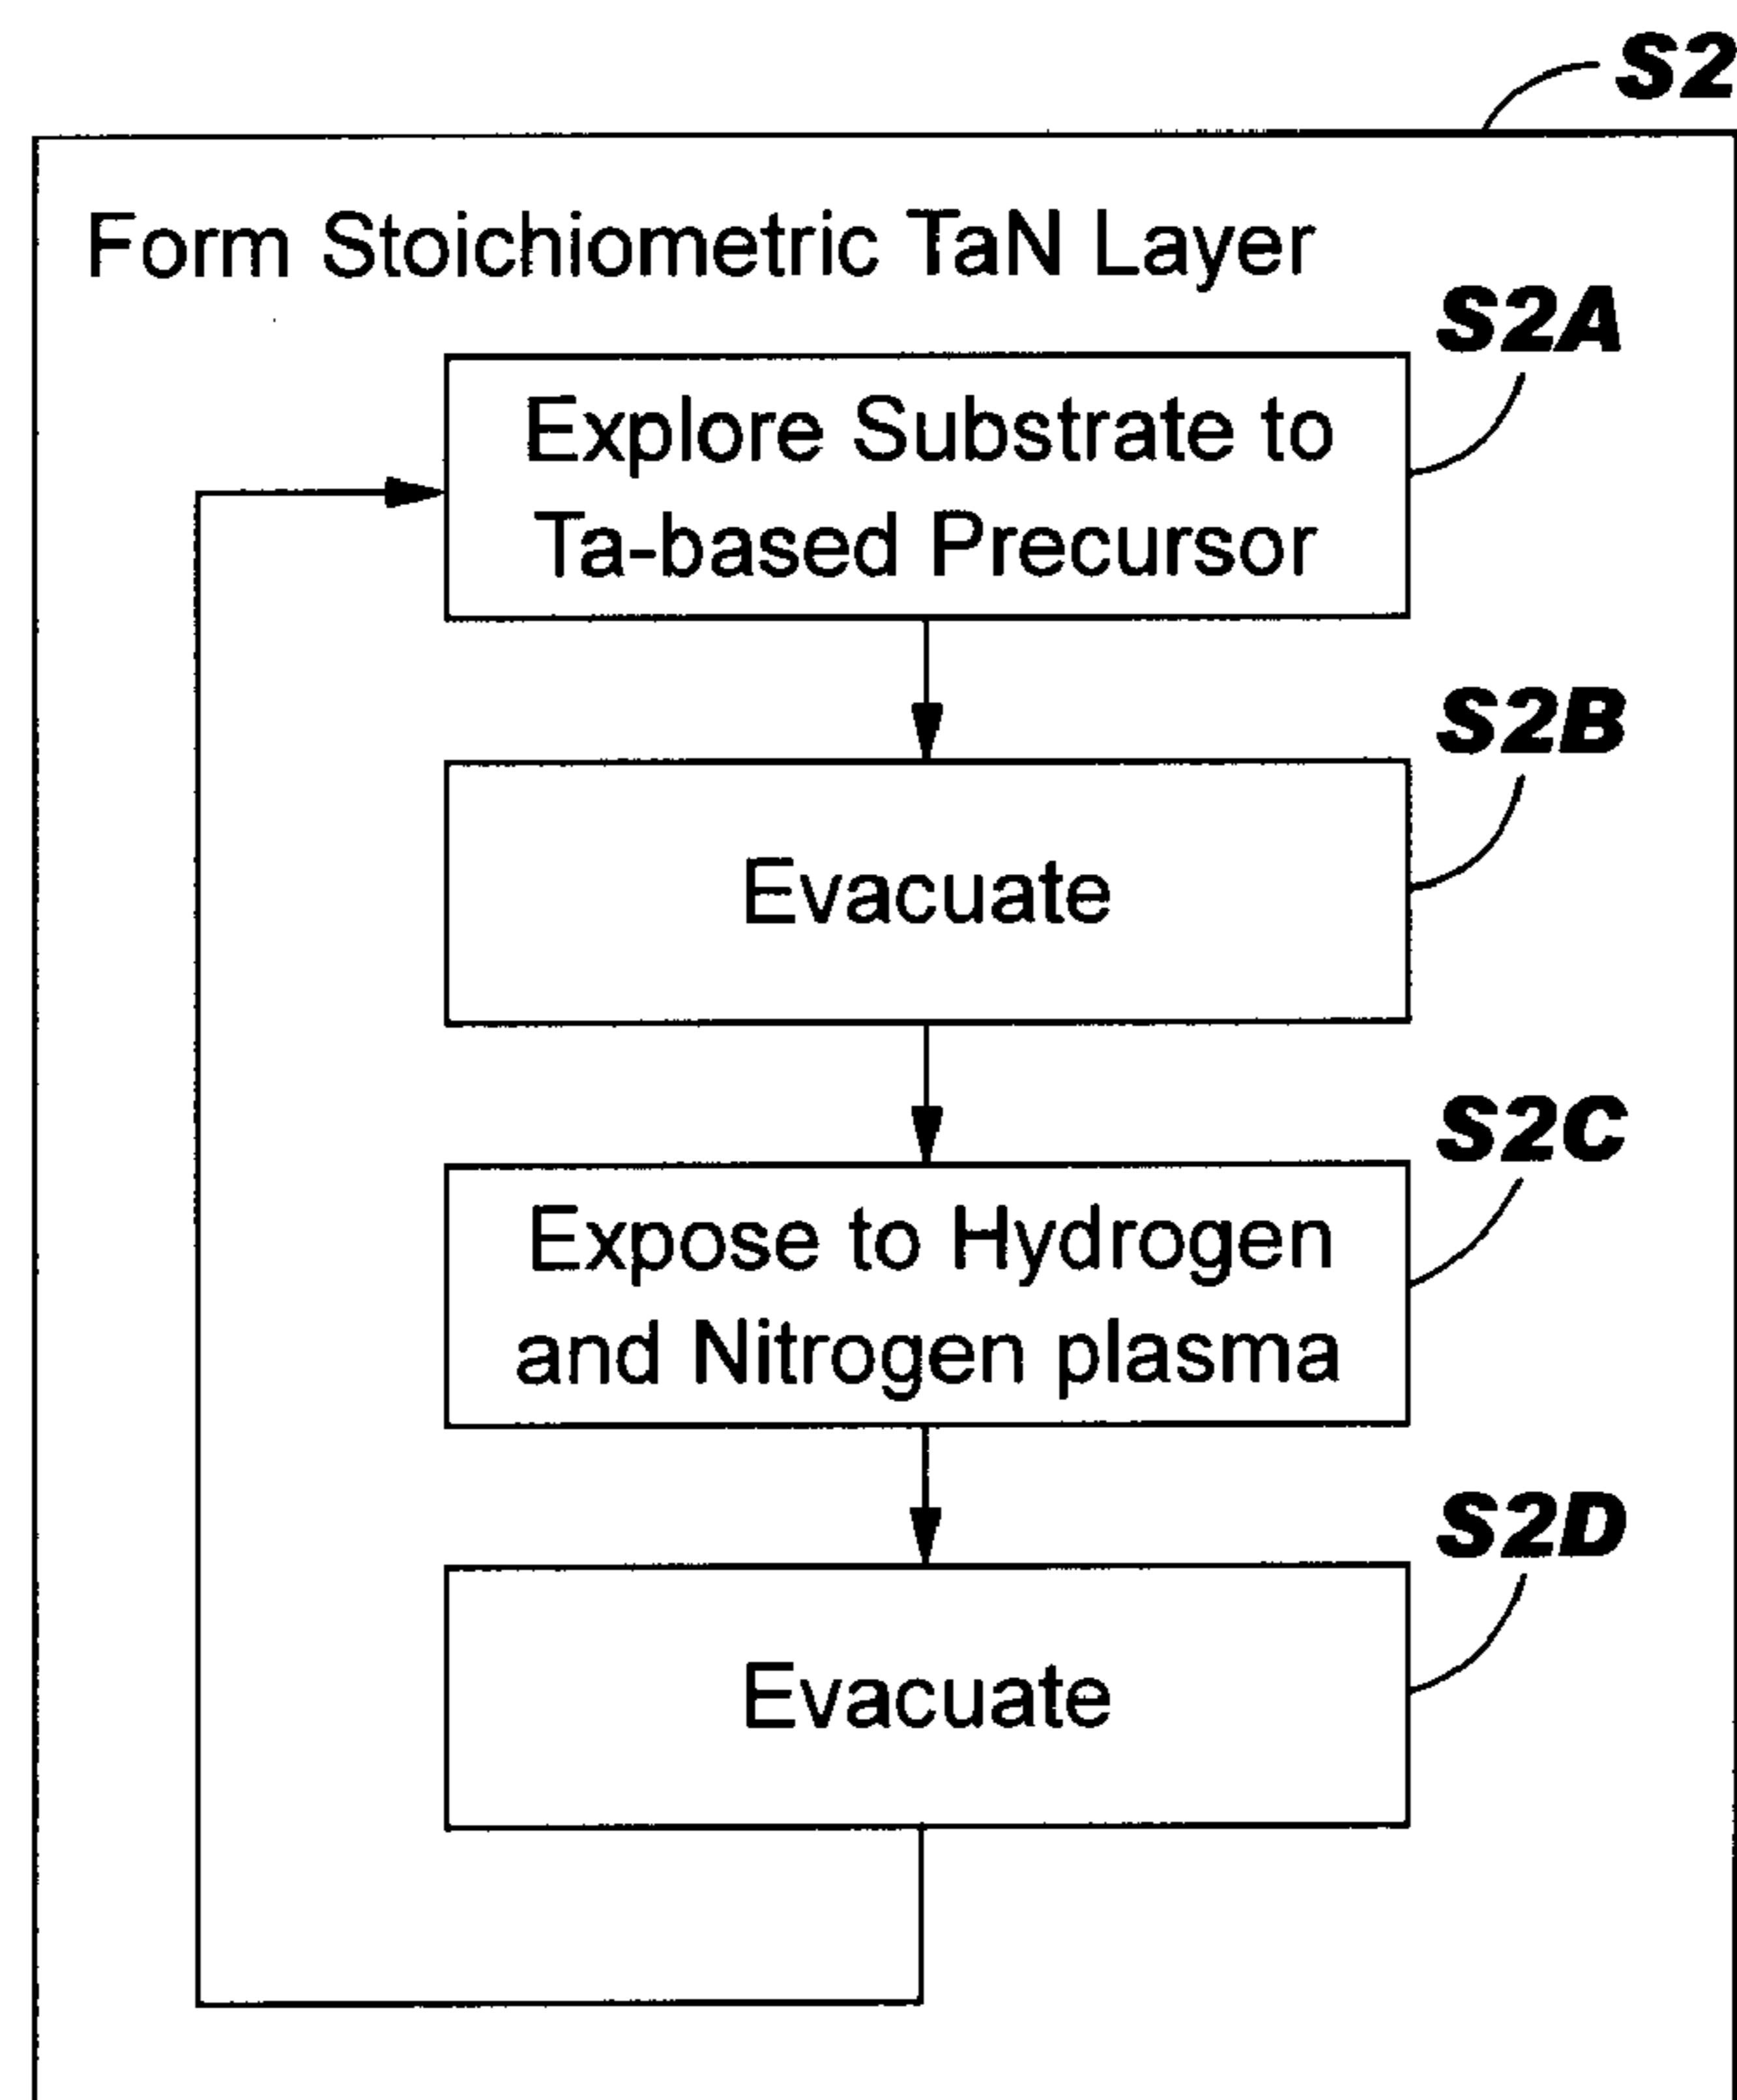 S2
Form Stoichiometric TaN Layer
S2A
Explore Substrate to
Ta-based Precursor
S2B
Evacuate
S2C
Expose to Hydrogen
and Nitrogen plasma
S2D
Evacuate